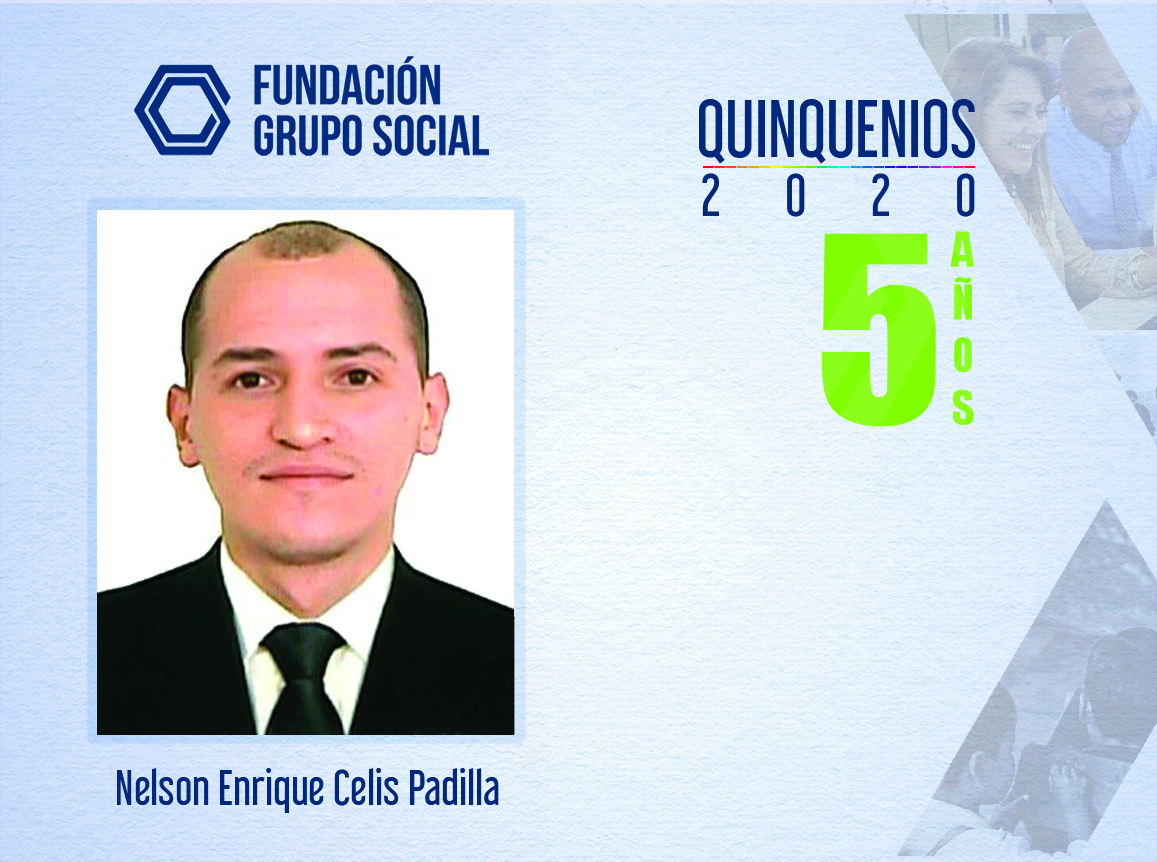 FUNDACIÓN
GRUPO SOCIAL
QUINQUENIOS
2020
5 AÑOS
Nelson Enrique Celis Padilla